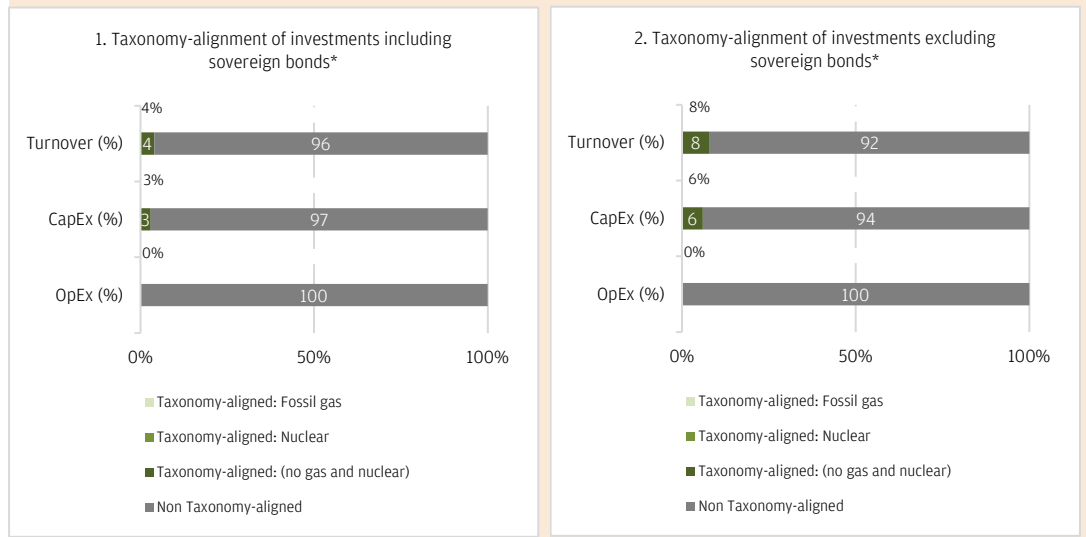 1. Taxonomy-alignment of investments including
sovereign bonds*
4%
Turnover (%)
4
96
3%
CapEx (%)
3
97
0%
OpEx (%)
100
0%
50%
100%
Taxonomy-aligned: Fossil gas
Taxonomy-aligned: Nuclear
Taxonomy-aligned: (no gas and nuclear)
Non Taxonomy-aligned
2. Taxonomy-alignment of investments excluding
sovereign bonds*
8%
Turnover (%)
8
92
6%
CapEx (%)
6
94
0%
OpEx (%)
100
0%
50%
100%
Taxonomy-aligned: Fossil gas
Taxonomy-aligned: Nuclear
Taxonomy-aligned: (no gas and nuclear)
Non Taxonomy-aligned